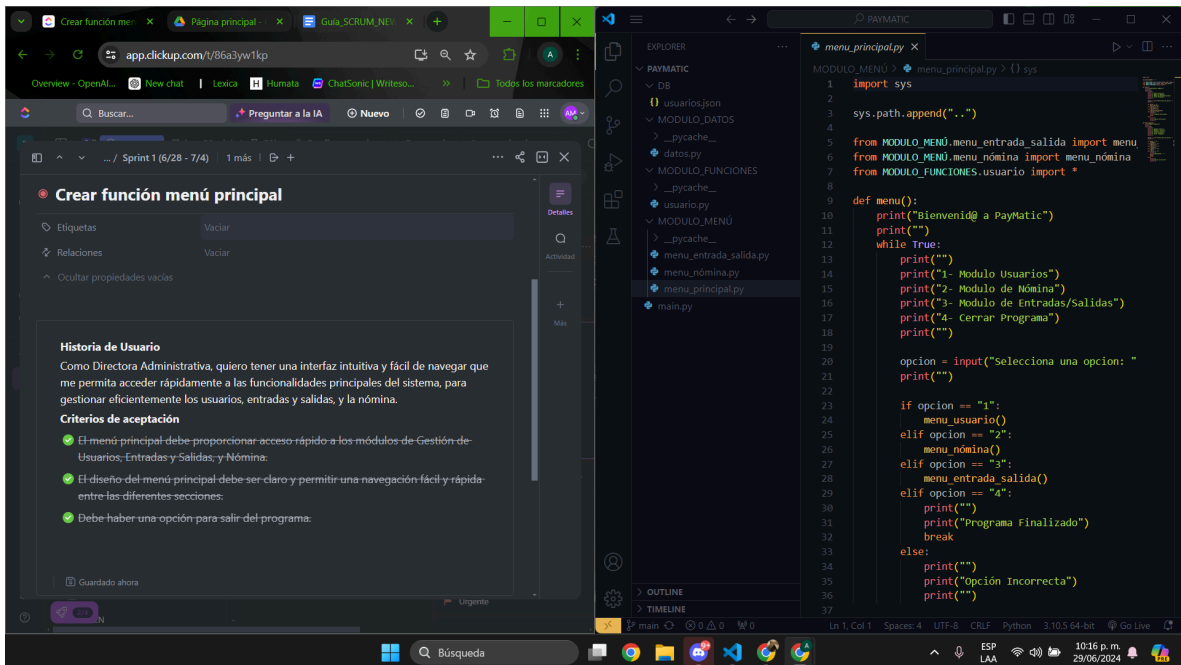 Crear función men
Página principal -
Guía_SCRUM_NEW
app.clickup.com/t/86a3yw1kp
Overview - OpenAI...
New chat
Lexica
Humata
ChatSonic | Writeso...
Todos los marcadores
Buscar...
Preguntar a la IA
Nuevo
AM
... / Sprint 1 (6/28 - 7/4)
1 más
Crear función menú principal
Etiquetas
Vaciar
Relaciones
Vaciar
Ocultar propiedades vacías
Detalles
Actividad
Más
Historia de Usuario
Como Directora Administrativa, quiero tener una interfaz intuitiva y fácil de navegar que
me permita acceder rápidamente a las funcionalidades principales del sistema, para
gestionar eficientemente los usuarios, entradas y salidas, y la nómina.
Criterios de aceptación
El menú principal debe proporcionar acceso rápido a los módulos de Gestión de
Usuarios, Entradas y Salidas, y Nómina.
El diseño del menú principal debe ser claro y permitir una navegación fácil y rápida
entre las diferentes secciones.
Debe haber una opción para salir del programa.
Guardado ahora
Urgente
PAYMATIC
EXPLORER
PAYMATIC
DB
usuarios.json
MODULO_DATOS
__pycache__
datos.py
MODULO_FUNCIONES
__pycache__
usuario.py
MODULO_MENÚ
__pycache__
menu_entrada_salida.py
menu_nómina.py
menu_principal.py
main.py
OUTLINE
TIMELINE
menu_principal.py
MODULO_MENÚ > menu_principal.py > {} sys
1 import sys
2
3 sys.path.append("..")
4
5 from MODULO_MENÚ.menu_entrada_salida import menu_
6 from MODULO_MENÚ.menu_nómina import menu_nómina
7 from MODULO_FUNCIONES.usuario import *
8
9 def menu():
10 print("Bienvenid@ a PayMatic")
11 print("")
12 while True:
13 print("")
14 print("1- Modulo Usuarios")
15 print("2- Modulo de Nómina")
16 print("3- Modulo de Entradas/Salidas")
17 print("4- Cerrar Programa")
18 print("")
19
20 opcion = input("Selecciona una opcion: "
21 print("")
22
23 if opcion == "1":
24 menu_usuario()
25 elif opcion == "2":
26 menu_nómina()
27 elif opcion == "3":
28 menu_entrada_salida()
29 elif opcion == "4":
30 print("")
31 print("Programa Finalizado")
32 break
33 else:
34 print("")
35 print("Opción Incorrecta")
36 print("")
37
main
0
0
0
Ln 1, Col 1
Spaces: 4
UTF-8
CRLF
Python
3.10.5 64-bit
Go Live
Búsqueda
ESP
LAA
10:16 p. m.
29/06/2024